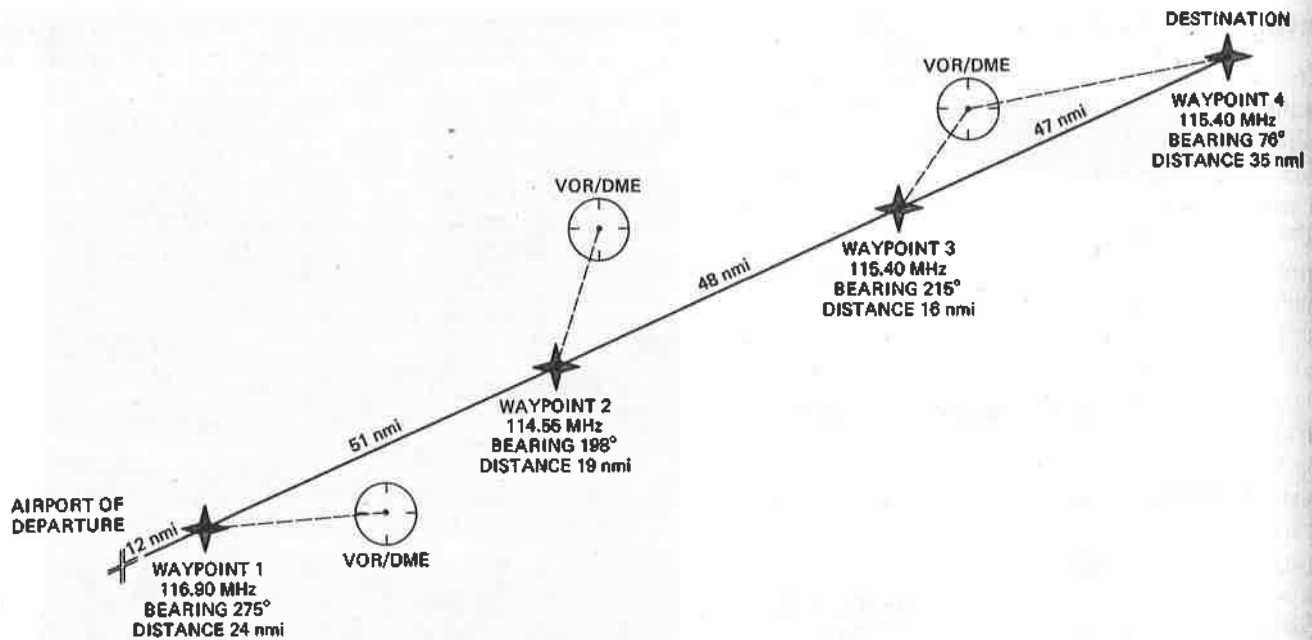 DESTINATION
VOR/DME
WAYPOINT 4
115.40 MHz
BEARING 76°
DISTANCE 35 nmi
47 nmi
VOR/DME
WAYPOINT 3
115.40 MHz
BEARING 215°
DISTANCE 16 nmi
48 nmi
WAYPOINT 2
114.55 MHz
BEARING 198°
DISTANCE 19 nmi
51 nmi
AIRPORT OF
DEPARTURE
12 nmi
VOR/DME
WAYPOINT 1
116.90 MHz
BEARING 275°
DISTANCE 24 nmi